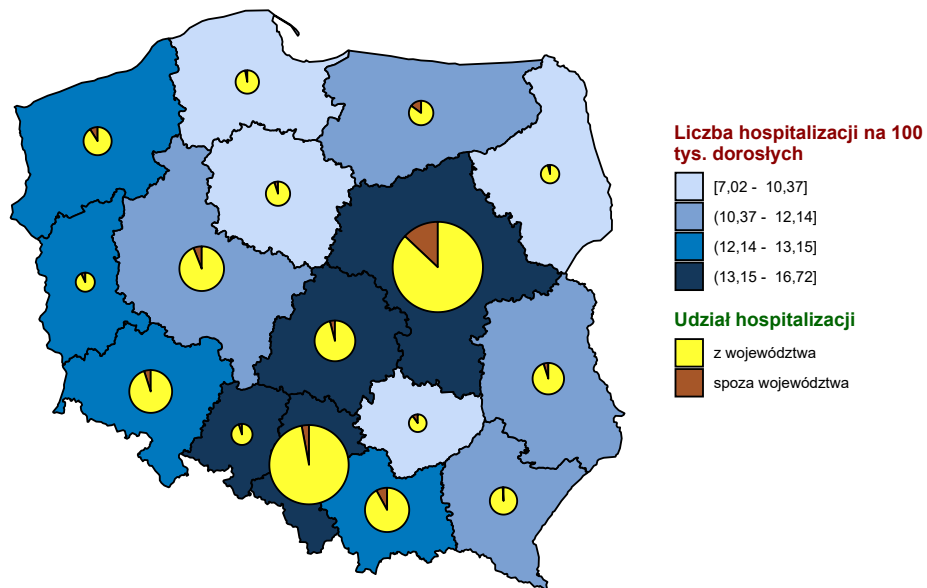 Liczba hospitalizacji na 100
tys. dorosłych
[7,02 - 10,37]
(10,37 - 12,14]
(12,14 - 13,15]
(13,15 - 16,72]
Udział hospitalizacji
z województwa
spoza województwa